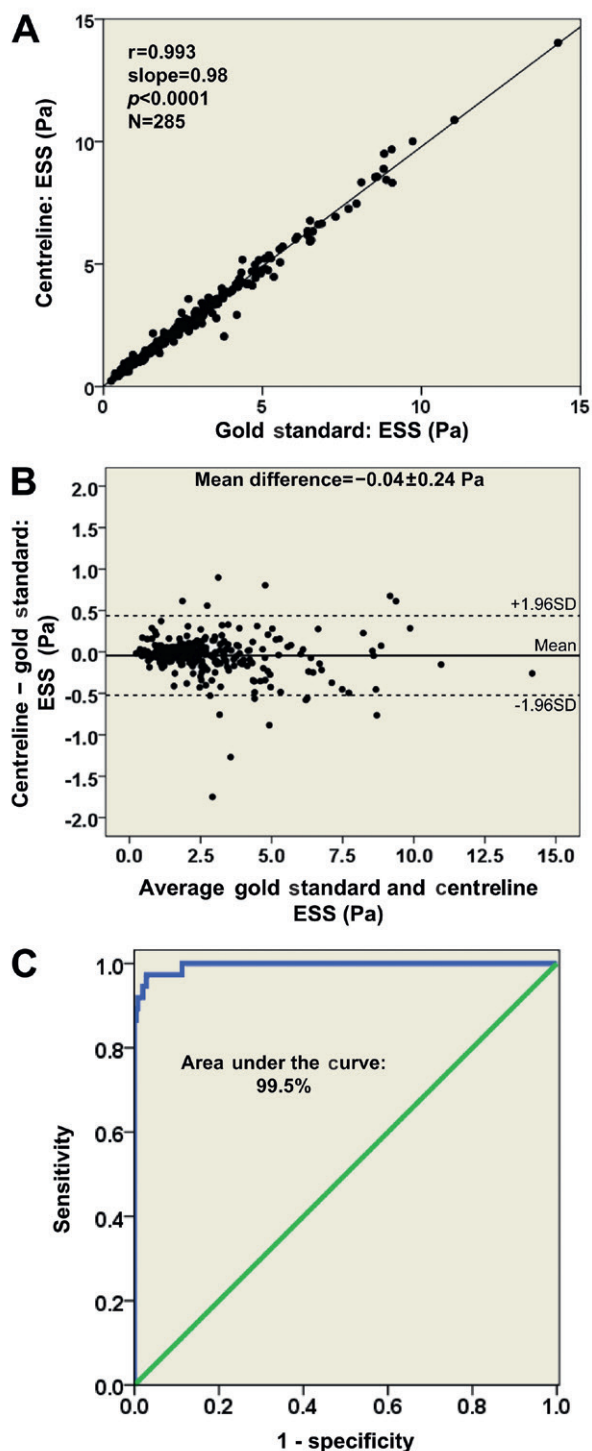 A
r=0.993
slope=0.98
p<0.0001
N=285
Centreline: ESS (Pa)
15
10
5
0
0 5 10 15
Gold standard: ESS (Pa)
B
Mean difference=−0.04±0.24 Pa
Centreline − gold standard:
ESS (Pa)
2.0
1.5
1.0
0.5
0.0
-0.5
-1.0
-1.5
-2.0
+1.96SD
Mean
-1.96SD
0.0 2.5 5.0 7.5 10.0 12.5 15.0
Average gold standard and centreline
ESS (Pa)
C
Area under the curve:
99.5%
Sensitivity
1.0
0.8
0.6
0.4
0.2
0.0
0.0 0.2 0.4 0.6 0.8 1.0
1 - specificity